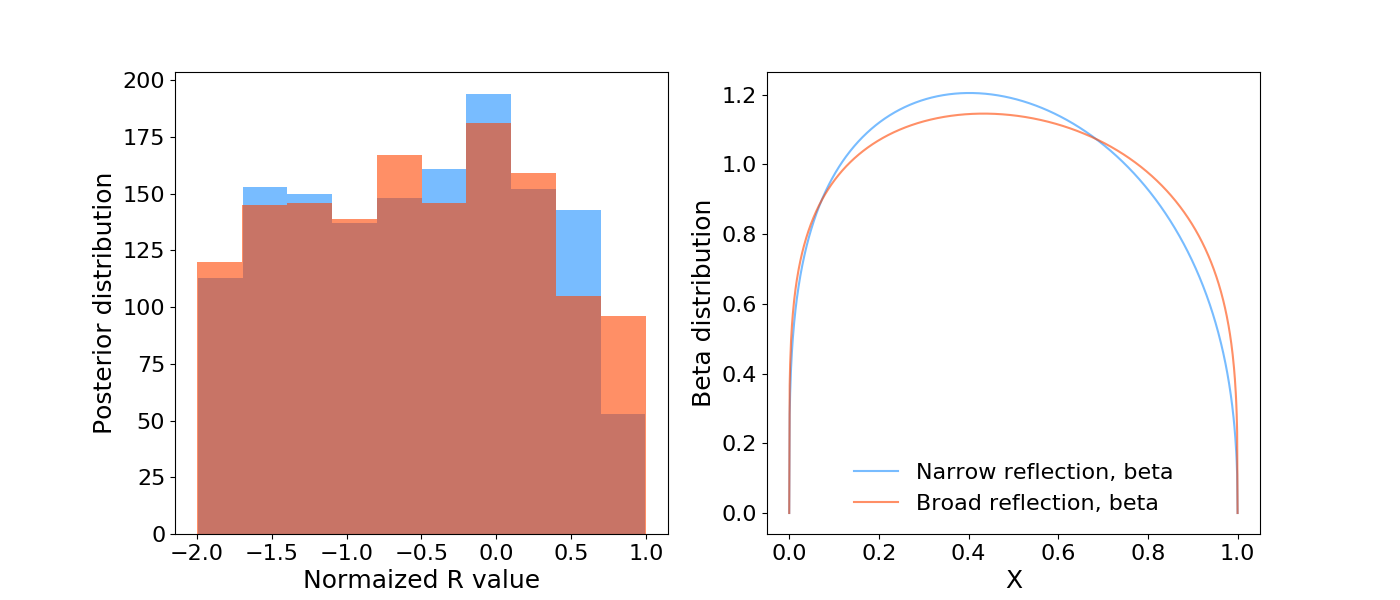 200
175
150
125
100
75
50
25
0
Posterior distribution
−2.0 −1.5 −1.0 −0.5 0.0 0.5 1.0
Normaized R value
1.2
1.0
0.8
0.6
0.4
0.2
0.0
Beta distribution
Narrow reflection, beta
Broad reflection, beta
0.0 0.2 0.4 0.6 0.8 1.0
X